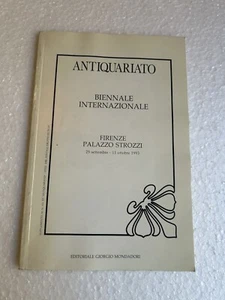 ANTIQUARIATO
BIENNALE
INTERNAZIONALE
FIRENZE
PALAZZO STROZZI
EDITORIALE GIORGIO MONDADORI